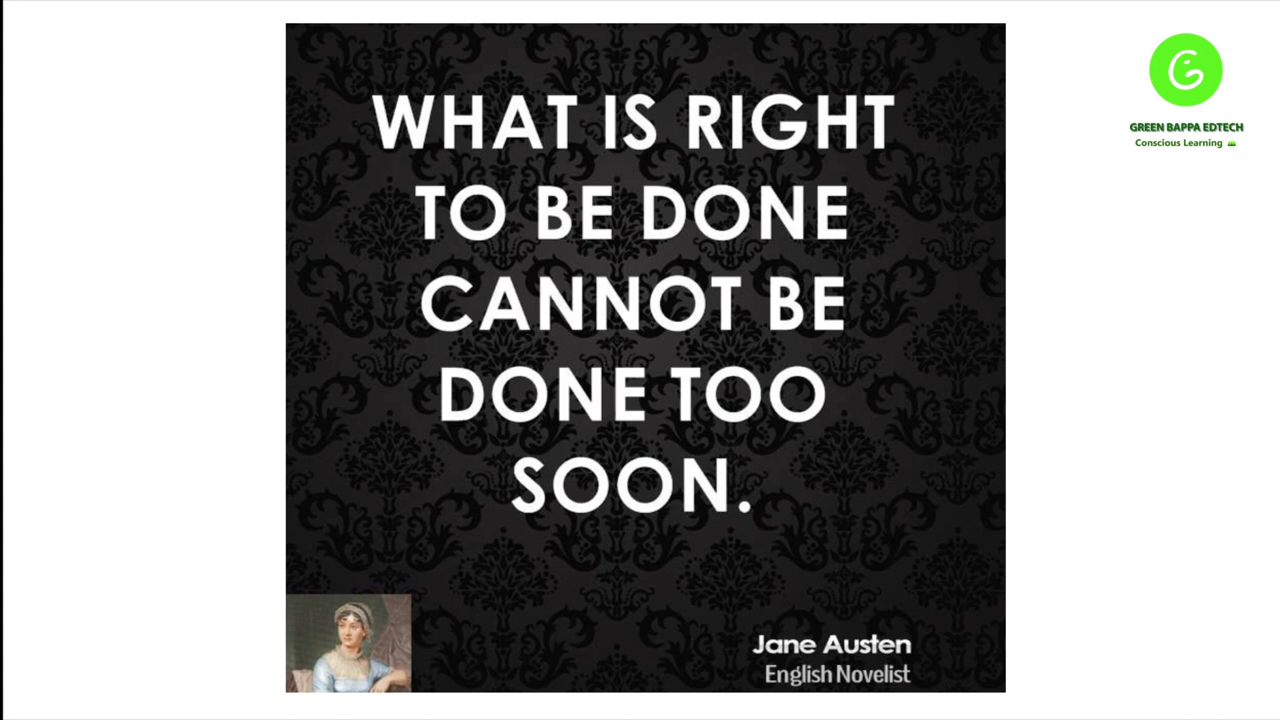 WHAT IS RIGHT
TO BE DONE
CANNOT BE
DONE TOO
SOON.
Jane Austen
English Novelist
G
GREEN BAPPA EDTECH
Conscious Learning